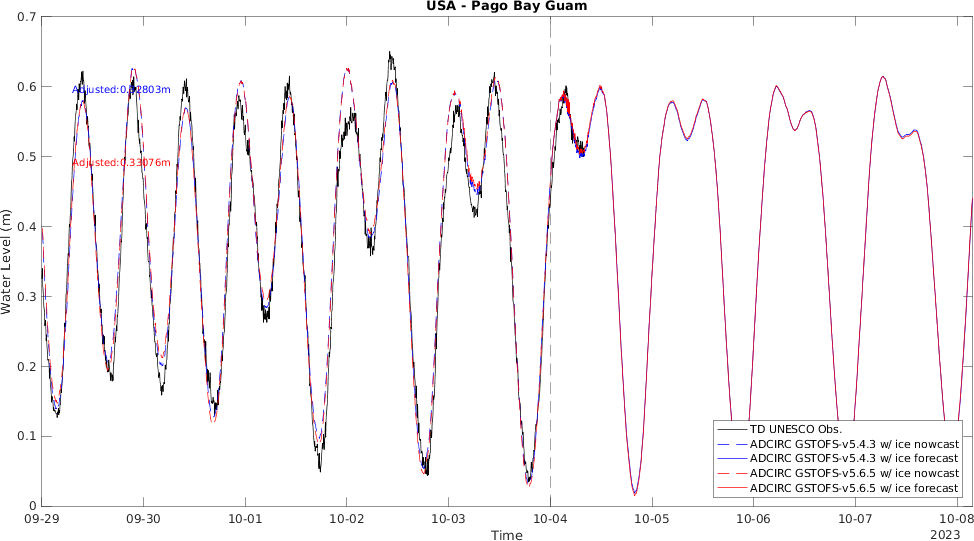 USA - Pago Bay Guam
0.7
0.6
0.5
0.4
0.3
0.2
0.1
0
Water Level (m)
Adjusted:0.32803m
Adjusted:0.33076m
TD UNESCO Obs.
ADCIRC GSTOFS-v5.4.3 w/ ice nowcast
ADCIRC GSTOFS-v5.4.3 w/ ice forecast
ADCIRC GSTOFS-v5.6.5 w/ ice nowcast
ADCIRC GSTOFS-v5.6.5 w/ ice forecast
09-29 09-30 10-01 10-02 10-03 10-04 10-05 10-06 10-07 10-08
2023
Time